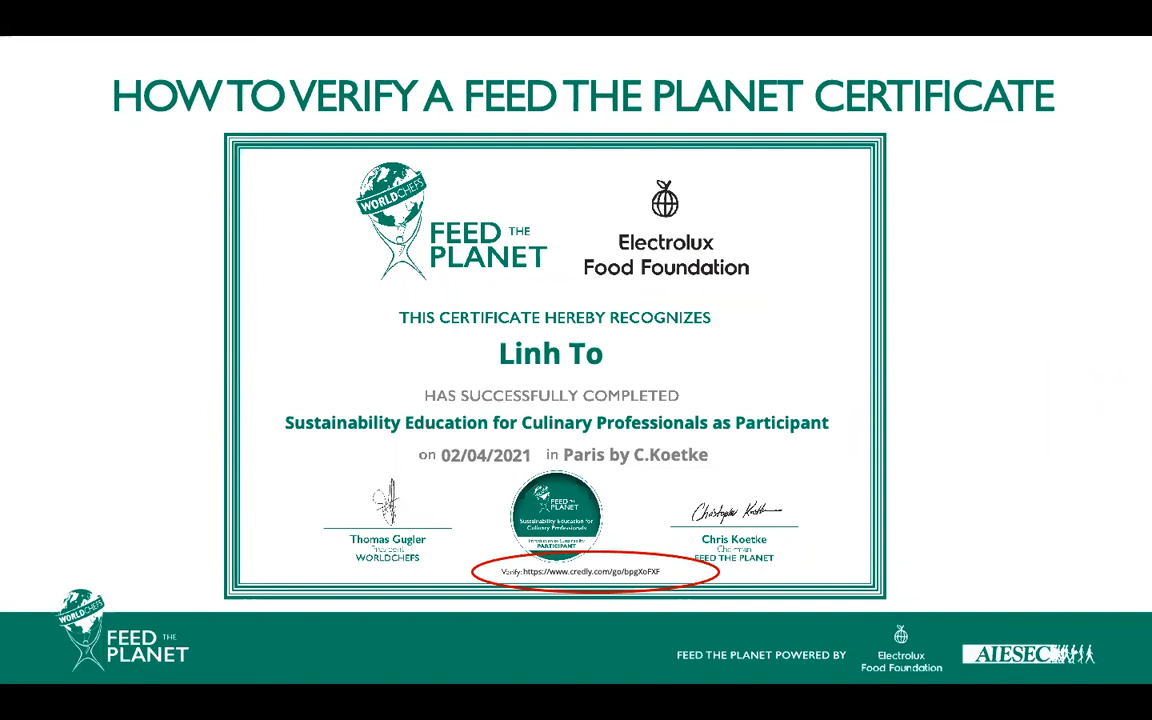 HOW TO VERIFY A FEED THE PLANET CERTIFICATE
WORLDCHEFS
FEED THE
PLANET
Electrolux
Food Foundation
THIS CERTIFICATE HEREBY RECOGNIZES
Linh To
HAS SUCCESSFULLY COMPLETED
Sustainability Education for Culinary Professionals as Participant
on 02/04/2021 in Paris by C.Koetke
Thomas Gugler
President
WORLDCHEFS
FEED THE
PLANET
Sustainability Education for
Culinary Professionals
PARTICIPANT
Chris Koetke
Chairman
FEED THE PLANET
Verify: https://www.credly.com/go/bpgXoFXF
WORLDCHEFS
FEED THE
PLANET
FEED THE PLANET POWERED BY
Electrolux
Food Foundation
AIESEC